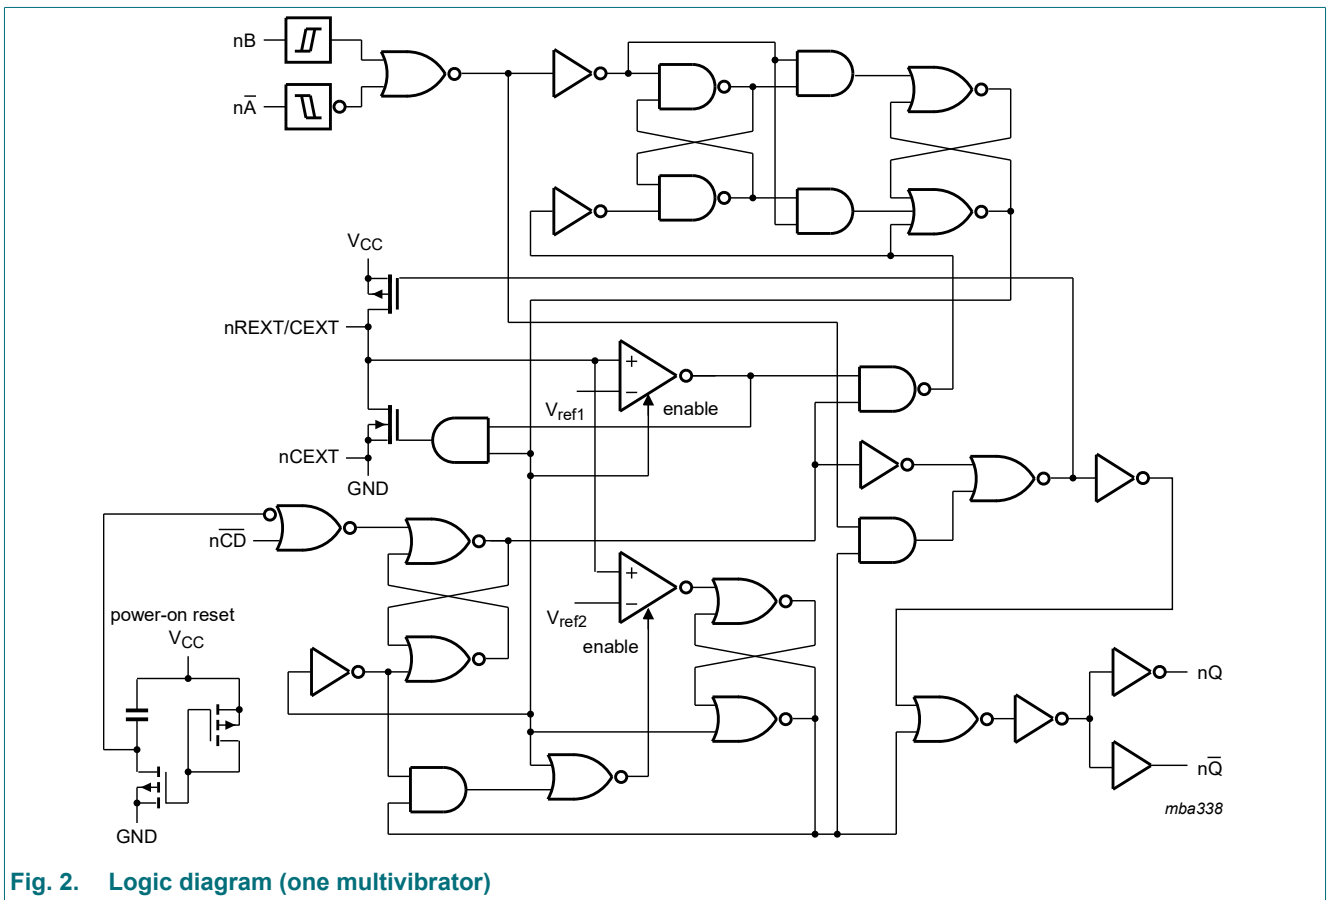 nB
nA̅
VCC
nREXT/CEXT
+
−
Vref1
enable
nCEXT
GND
nC̅D̅
power-on reset
VCC
+
−
Vref2
enable
nQ
nQ̅
GND
mba338
Fig. 2. Logic diagram (one multivibrator)